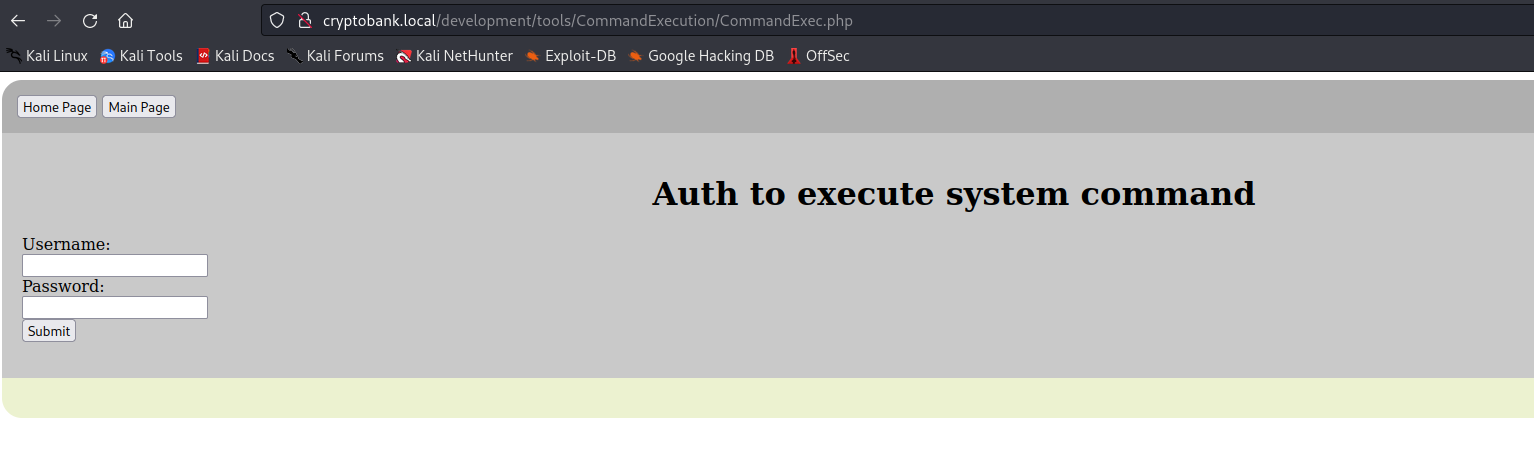 cryptobank.local/development/tools/CommandExecution/CommandExec.php
Kali Linux Kali Tools Kali Docs Kali Forums Kali NetHunter Exploit-DB Google Hacking DB OffSec
Home Page Main Page
Auth to execute system command
Username:
Password:
Submit